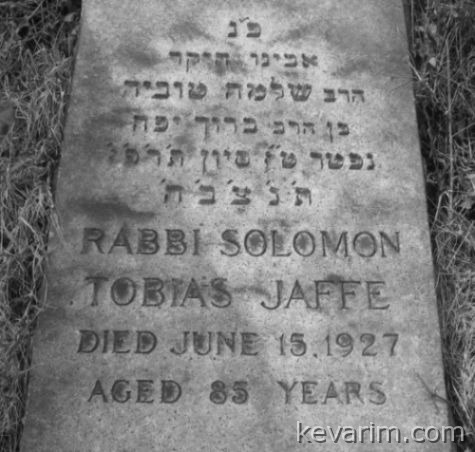 פ"נ
אבינו היקר
הרב שלמה טוביה
בן הרב ברוך יפה
נפטר סיון
ת' נ' צ' ב' ה'
RABBI SOLOMON
TOBIAS JAFFE
DIED JUNE 15, 1927
AGED 85 YEARS
kevarim.com